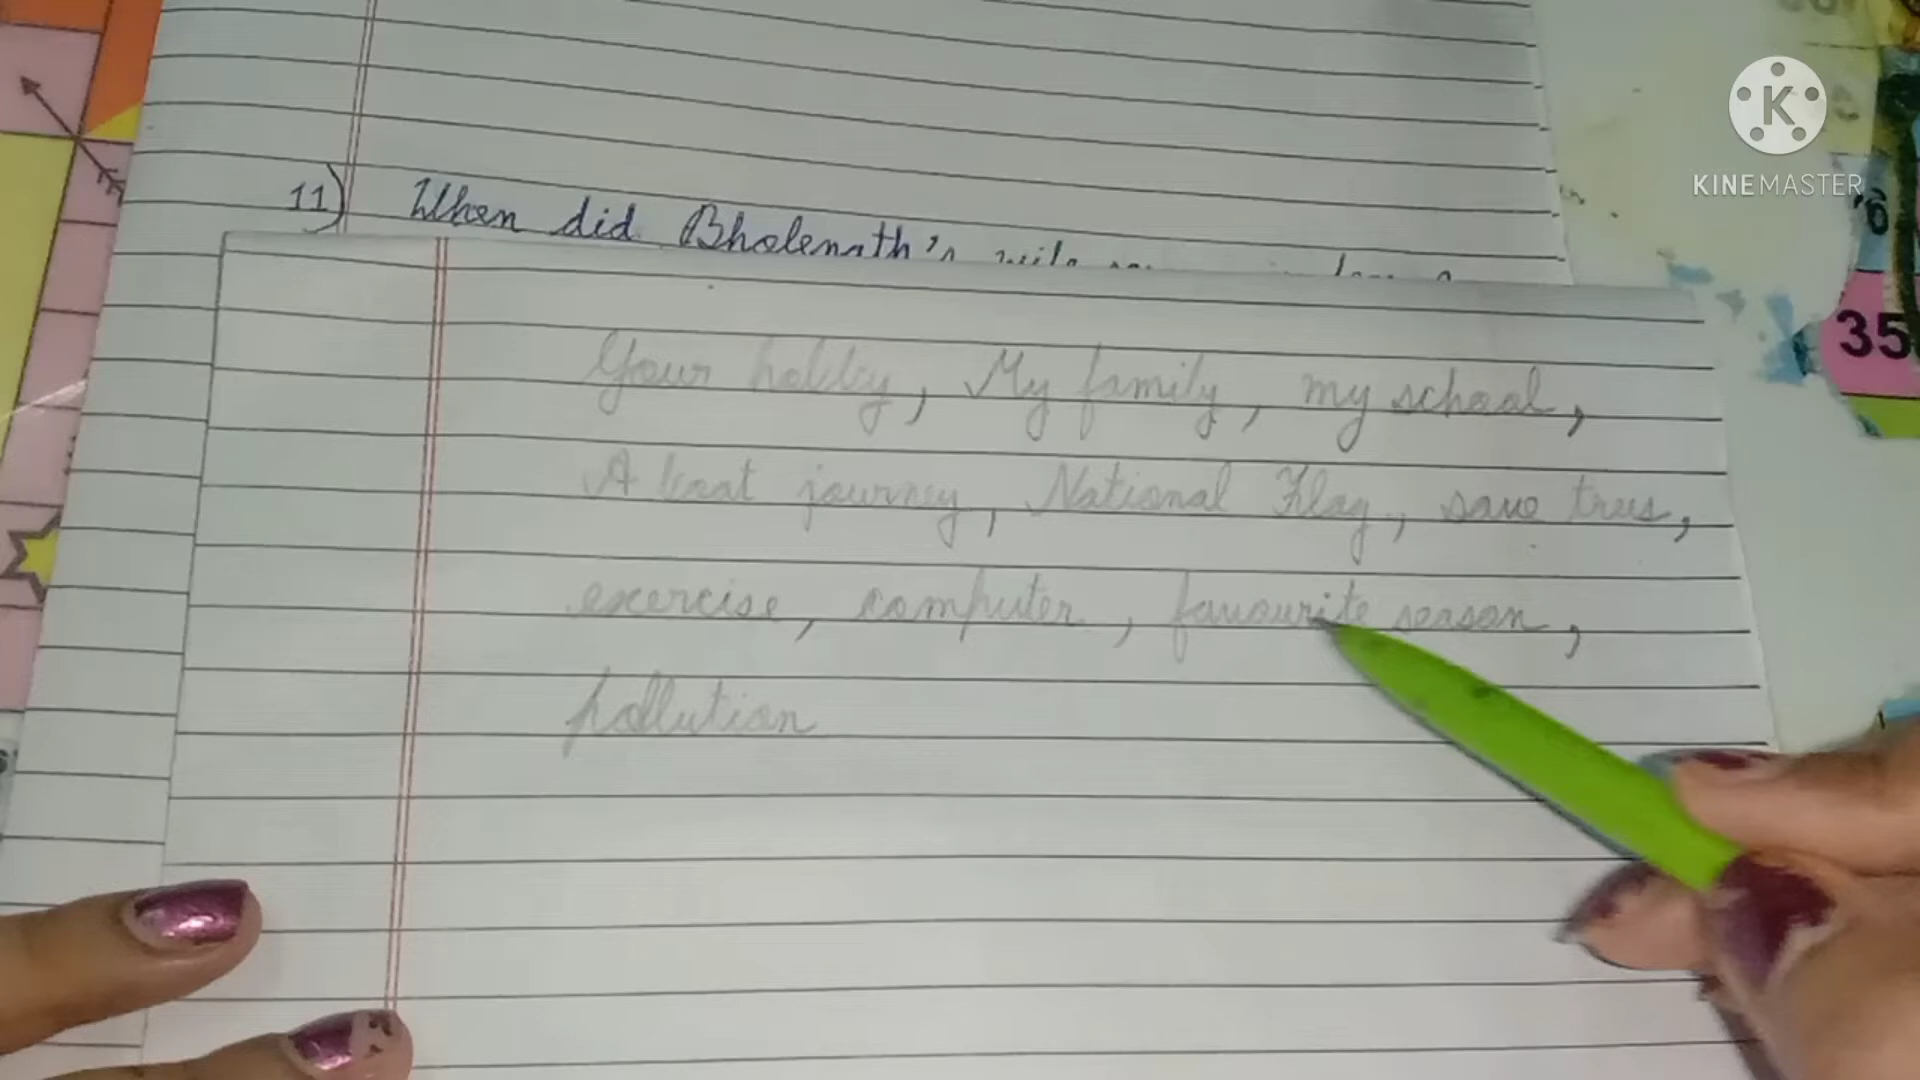 KINEMASTER
11) When did Bholenath's
Your hobby, My family, my school,
A boat journey, National Flag, save trees,
exercise, computer, favourite season,
pollution
35